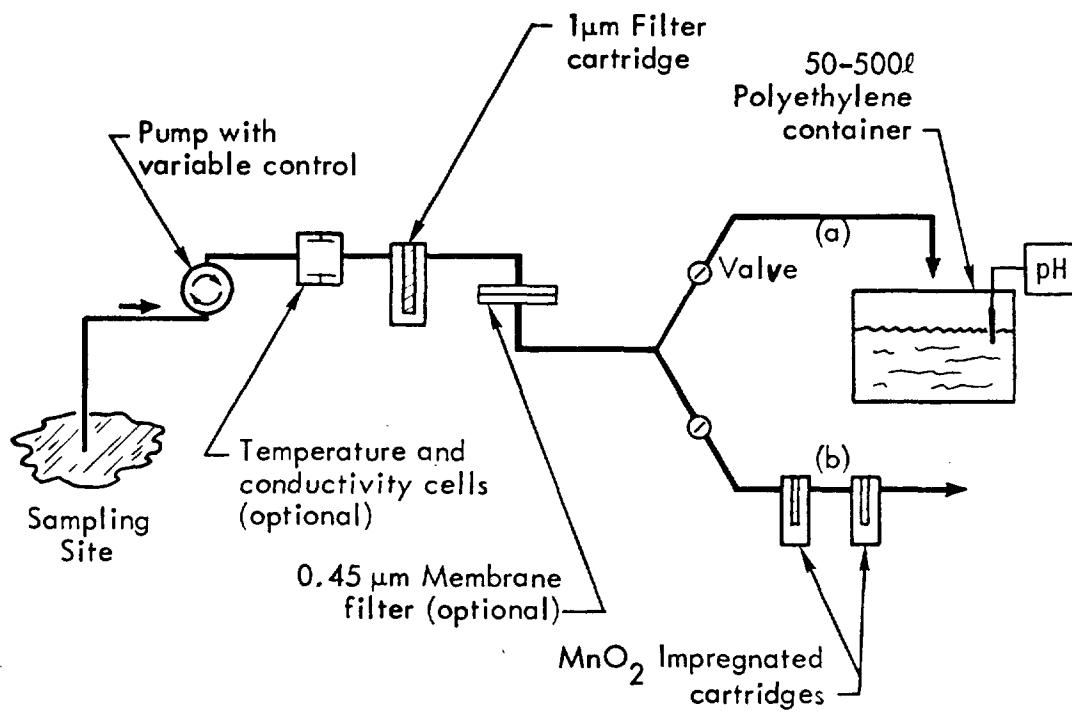 1μm Filter
cartridge
50-500ℓ
Polyethylene
container
Pump with
variable control
(a)
Valve
pH
Temperature and
conductivity cells
(optional)
(b)
Sampling
Site
0.45 μm Membrane
filter (optional)
MnO₂ Impregnated
cartridges